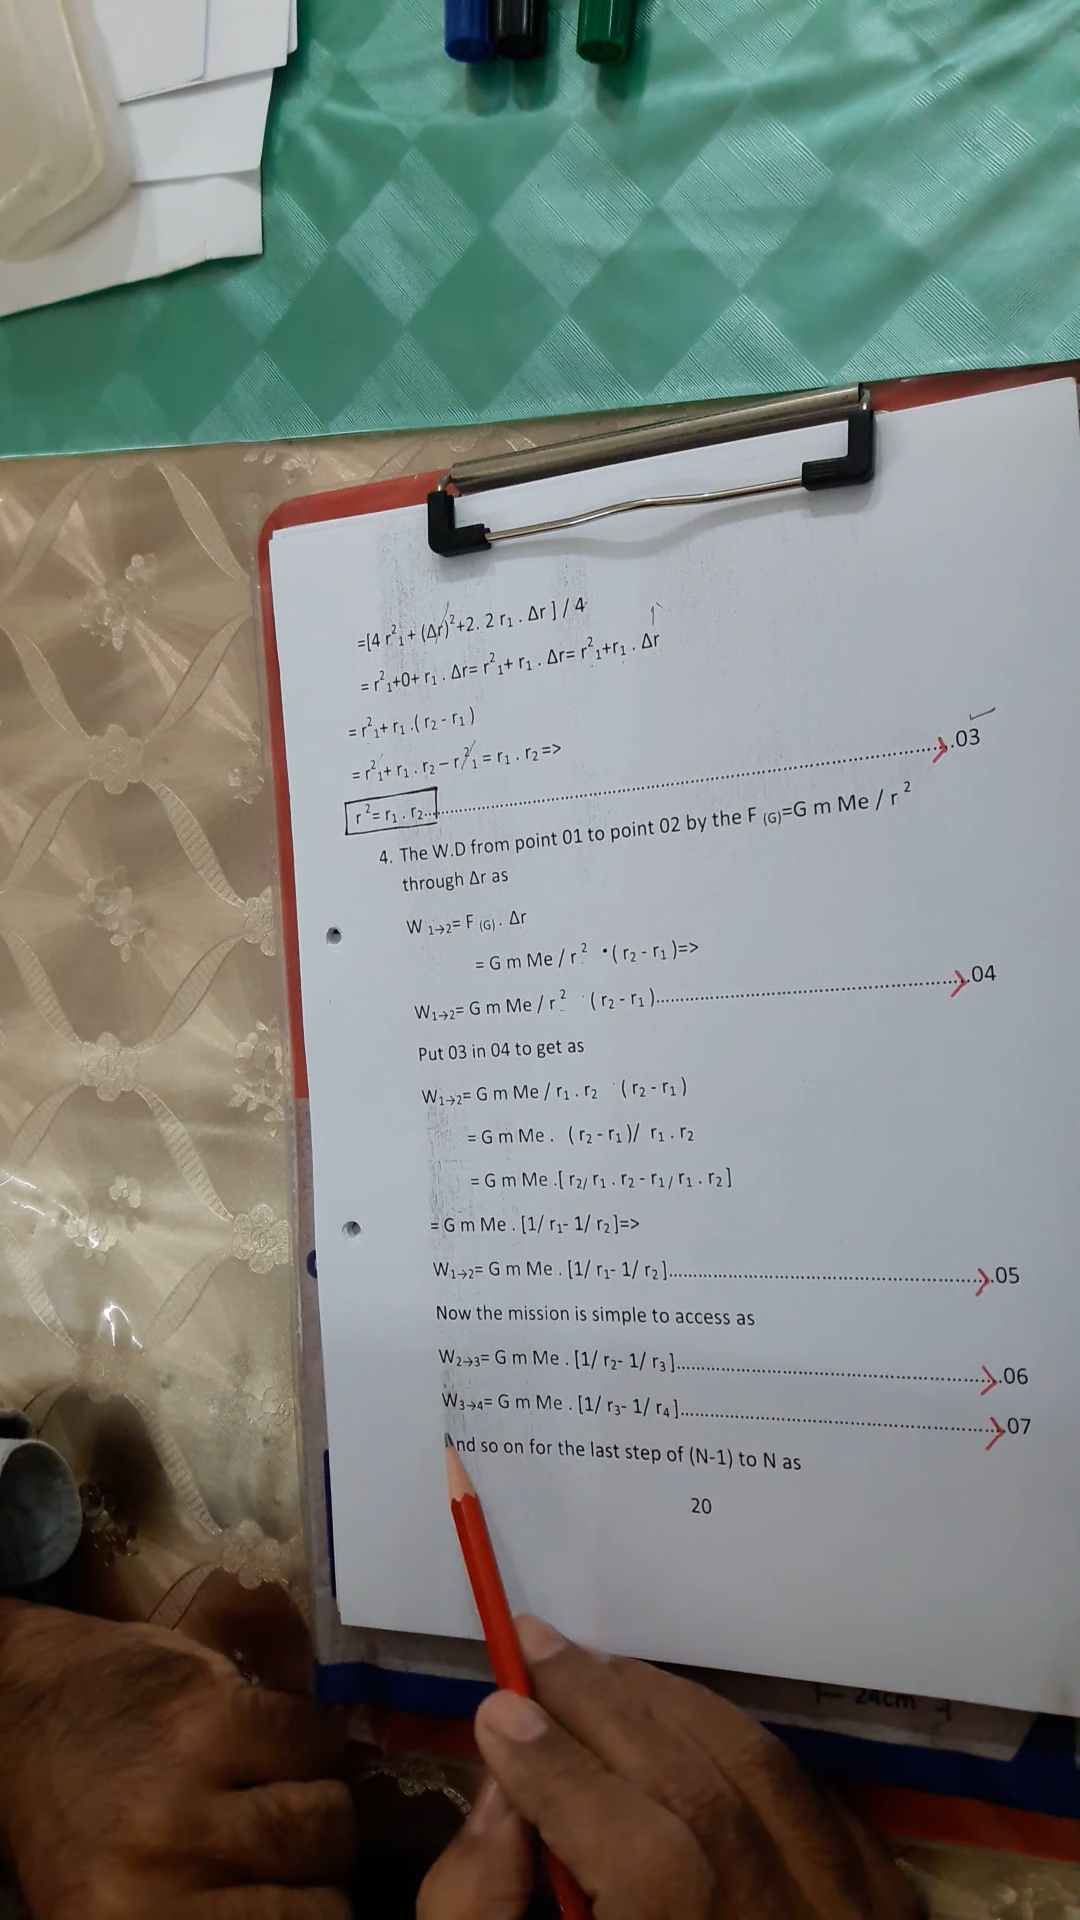 =[4 r²₁+ (Δr)²+2. 2 r₁ . Δr ] / 4
= r²₁+0+ r₁ . Δr= r²₁+ r₁ . Δr= r²₁+r₁ . Δr
= r²₁+ r₁ .( r₂ - r₁ )
= r²₁+ r₁ . r₂ – r²₁ = r₁ . r₂ =>
r ²= r₁ . r₂..............................03
4. The W.D from point 01 to point 02 by the F (G)=G m Me / r ²
through Δr as
W 1→2= F (G) . Δr
= G m Me / r ² •( r₂ - r₁ )=>
W1→2= G m Me / r ² ( r₂ - r₁ )..............................04
Put 03 in 04 to get as
W1→2= G m Me / r₁ . r₂ ( r₂ - r₁ )
= G m Me . ( r₂ - r₁ )/ r₁ . r₂
= G m Me .[ r₂/ r₁ . r₂ - r₁/ r₁ . r₂ ]
= G m Me . [1/ r₁- 1/ r₂ ]=>
W1→2= G m Me . [1/ r₁- 1/ r₂ ]..............................05
Now the mission is simple to access as
W2→3= G m Me . [1/ r₂- 1/ r₃ ]..............................06
W3→4= G m Me . [1/ r₃- 1/ r₄ ]..............................07
And so on for the last step of (N-1) to N as
20
24cm